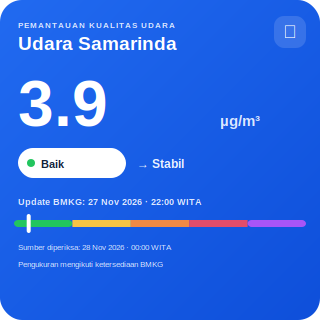 PEMANTAUAN KUALITAS UDARA
Udara Samarinda
3.9
µg/m³
Baik
→ Stabil
Update BMKG: 27 Nov 2026 · 22:00 WITA
Sumber diperiksa: 28 Nov 2026 · 00:00 WITA
Pengukuran mengikuti ketersediaan BMKG